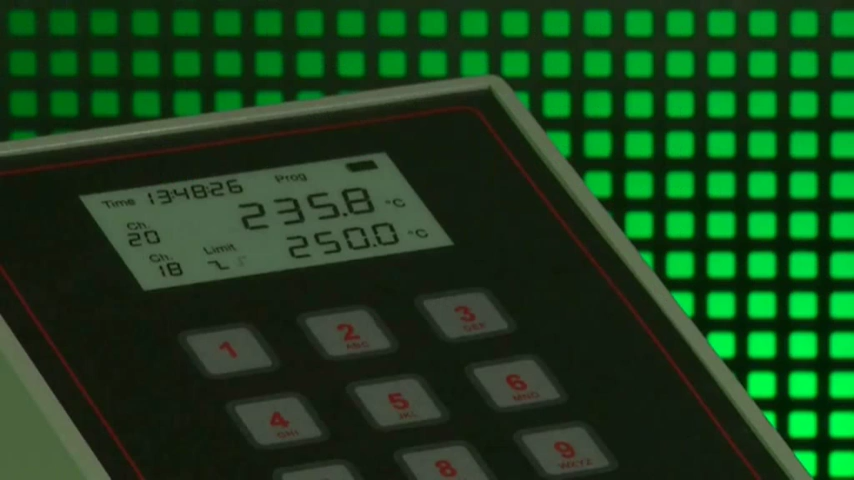 Time 13:48:26 Prog
Ch. 20 235.8 °C
Ch. 18 Limit 250.0 °C
1
2 ABC
3 DEF
4 GHI
5 JKL
6 MNO
8
9 WXYZ